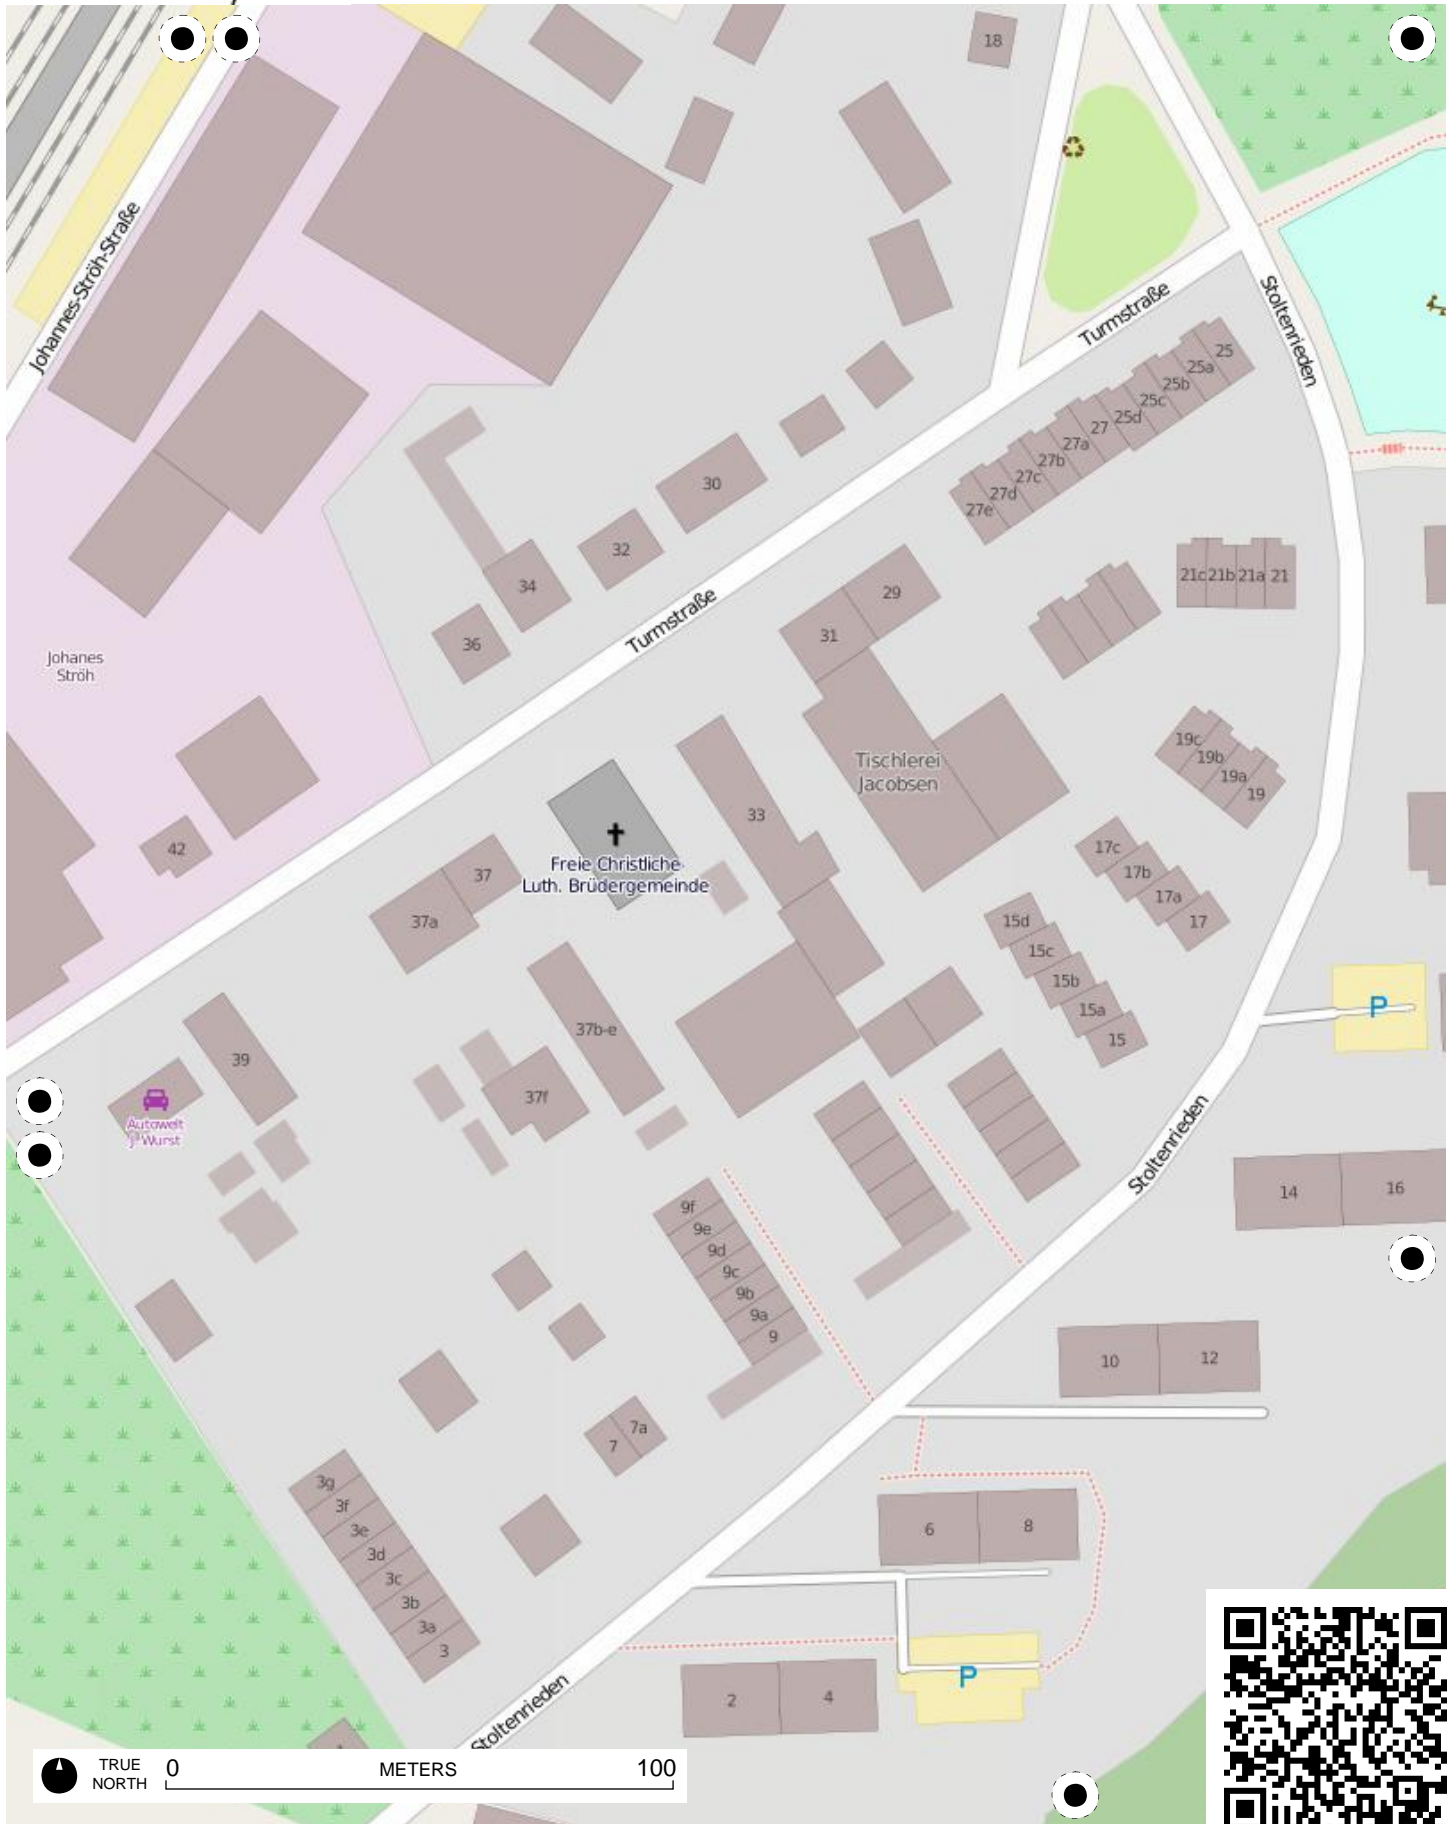 18
Johannes-Ströh-Straße
Turmstraße
Stoltenrieden
25
25a
25b
25c
25d
27
27a
27b
27c
27d
27e
30
32
34
36
29
31
21c
21b
21a
21
Turmstraße
Johanes
Ströh
Tischlerei
Jacobsen
19c
19b
19a
19
33
42
Freie Christliche
Luth. Brüdergemeinde
37
37a
17c
17b
17a
17
15d
15c
15b
15a
15
P
37b-e
39
37f
Autowelt
J. Wurst
Stoltenrieden
14
16
9f
9e
9d
9c
9b
9a
9
10
12
7a
7
3g
3f
3e
3d
3c
3b
3a
3
6
8
P
2
4
Stoltenrieden
TRUE
NORTH
0
METERS
100